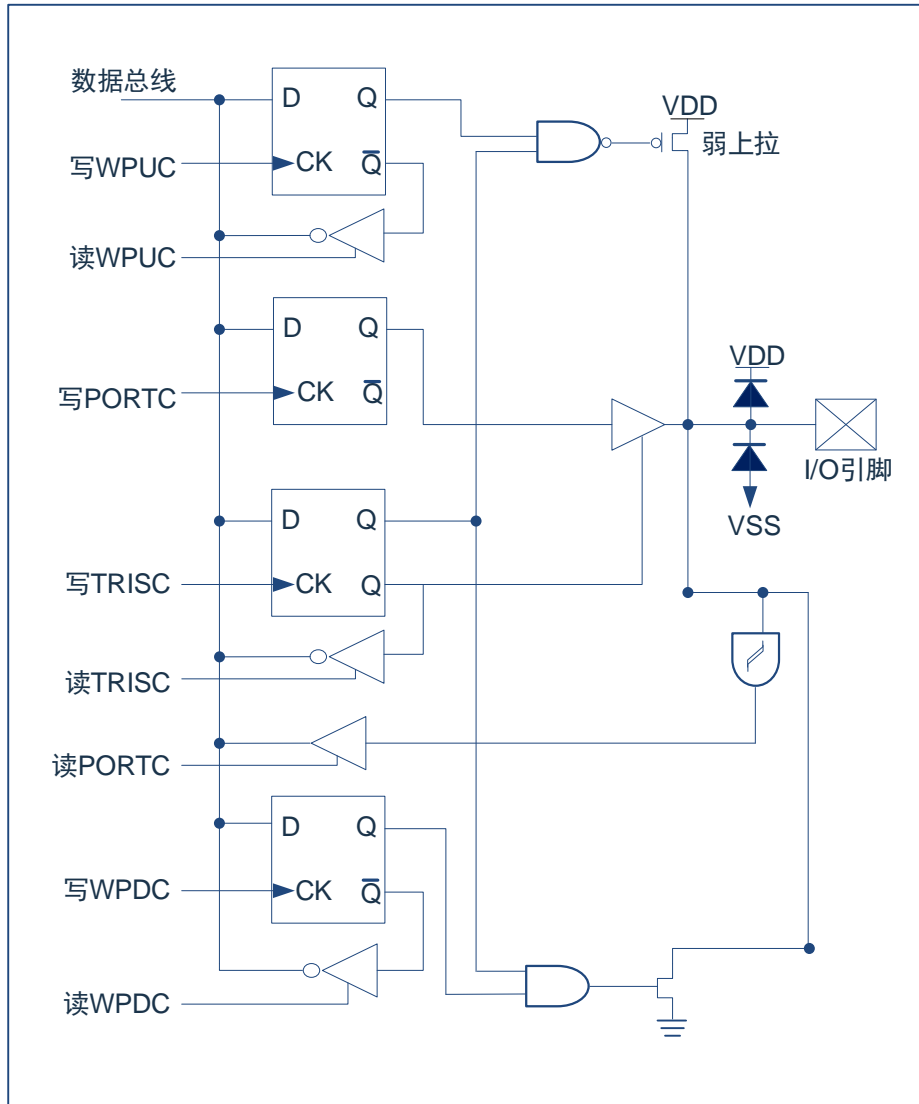 数据总线
D Q
写WPUC
CK Q̅
VDD
弱上拉
读WPUC
D Q
写PORTC
CK Q̅
VDD
I/O引脚
VSS
D Q
写TRISC
CK Q
读TRISC
读PORTC
D Q
写WPDC
CK Q̅
读WPDC